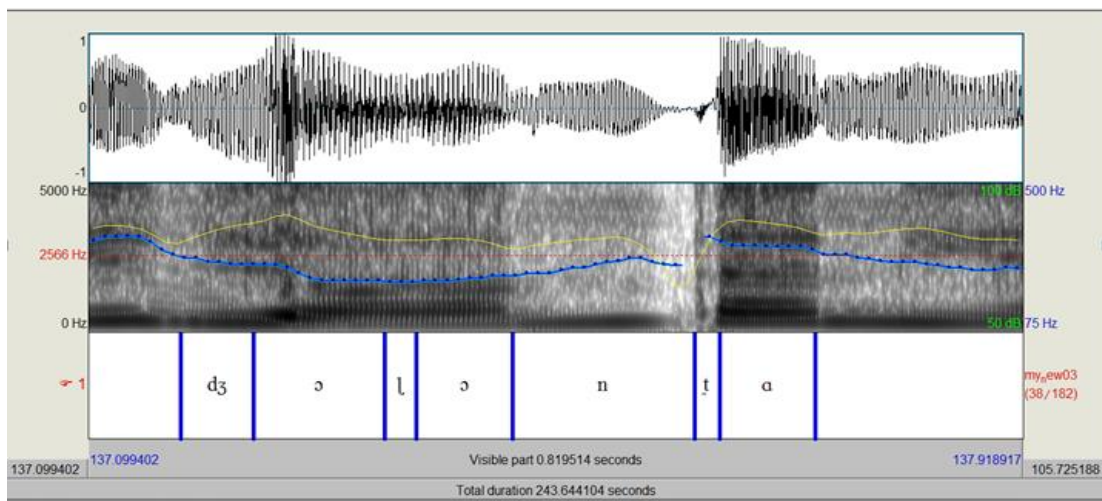 1
0
-1
5000 Hz
100 dB
500 Hz
2566 Hz
0 Hz
50 dB
75 Hz
1
dʒ ɔ ɭ ɔ n t̪ ɑ
my_new03
(38/182)
137.099402
Visible part 0.819514 seconds
137.918917
137.099402
105.725188
Total duration 243.644104 seconds